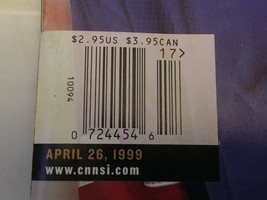 $2.95US $3.95CAN
17>
10094
0 724454 6
APRIL 26, 1999
www.cnnsi.com